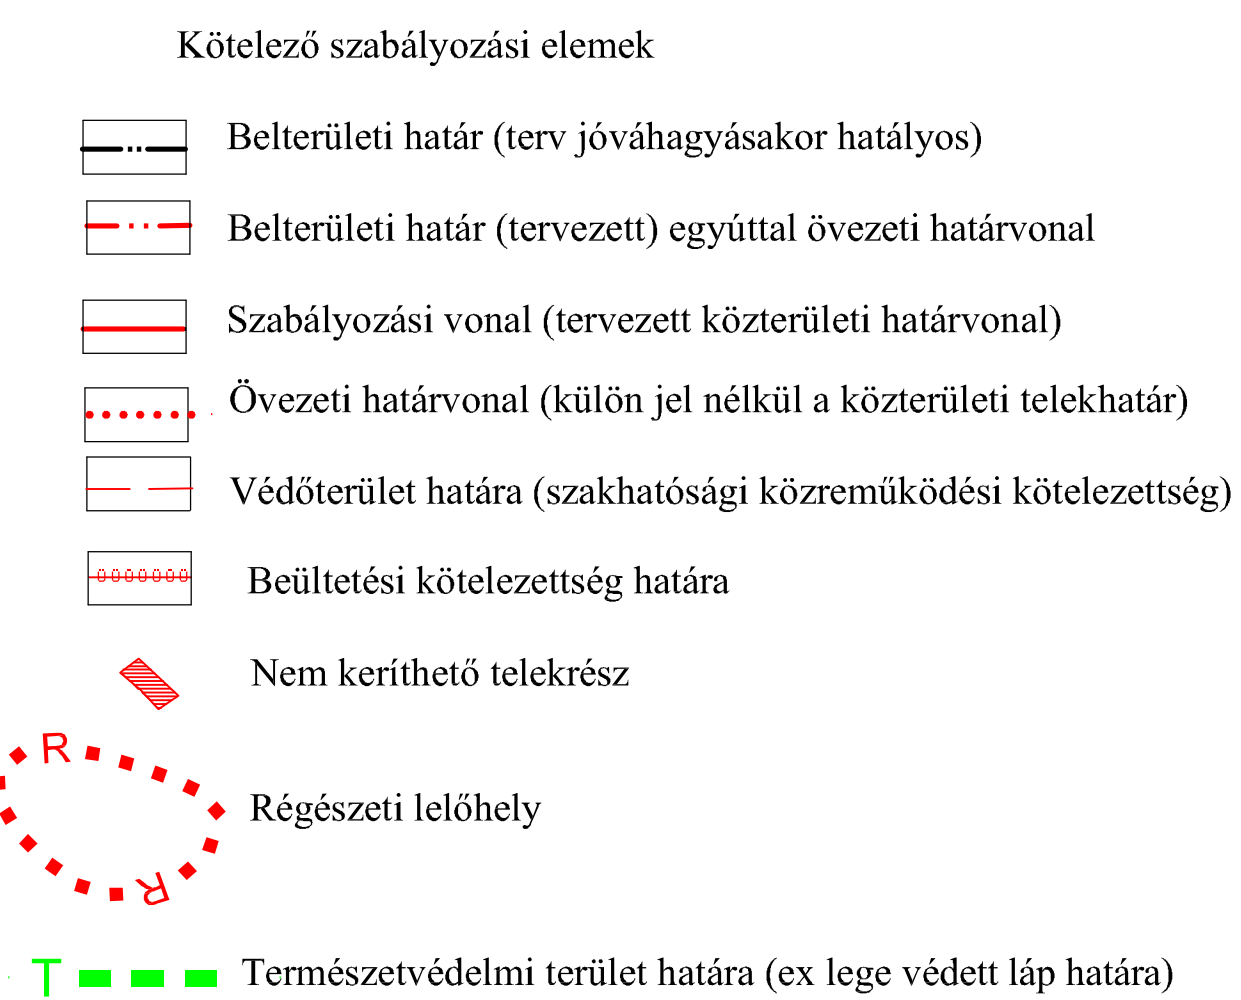 Kötelező szabályozási elemek
Belterületi határ (terv jóváhagyásakor hatályos)
Belterületi határ (tervezett) egyúttal övezeti határvonal
Szabályozási vonal (tervezett közterületi határvonal)
Övezeti határvonal (külön jel nélkül a közterületi telekhatár)
Védőterület határa (szakhatósági közreműködési kötelezettség)
ÜÜÜÜÜÜÜ Beültetési kötelezettség határa
Nem keríthető telekrész
R
Régészeti lelőhely
R
T Természetvédelmi terület határa (ex lege védett láp határa)